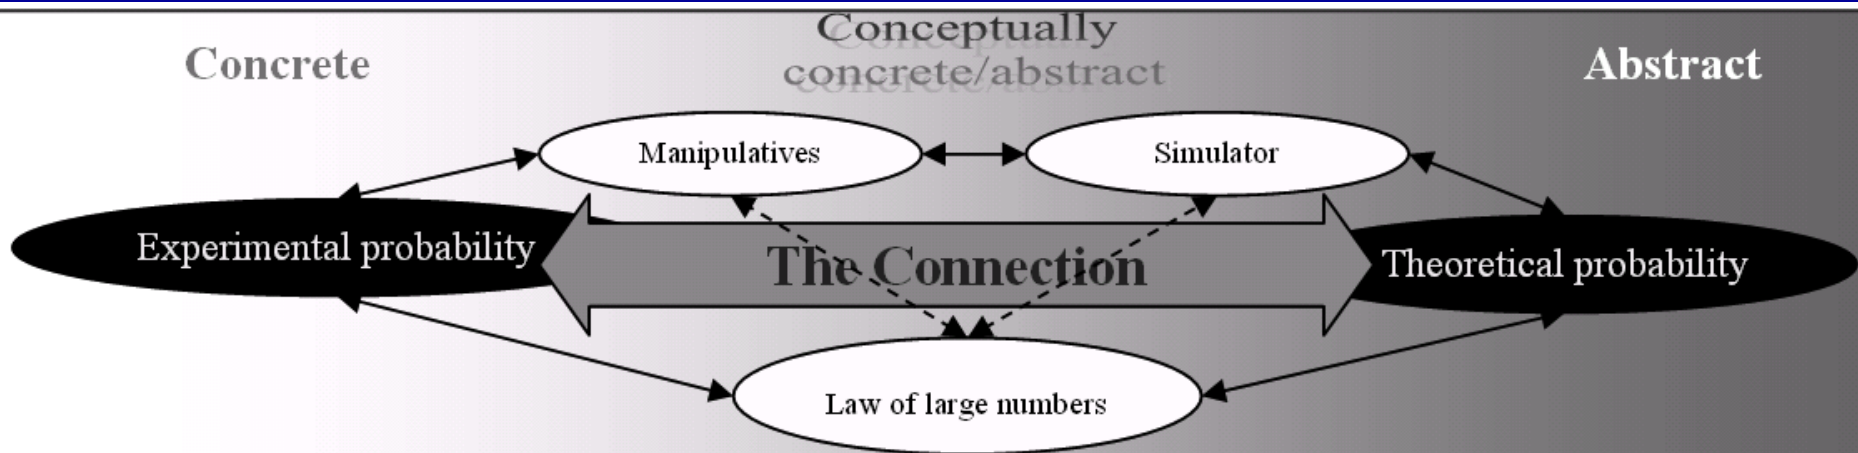 Conceptually
concrete/abstract
Concrete
Abstract
Manipulatives
Simulator
Experimental probability
The Connection
Theoretical probability
Law of large numbers